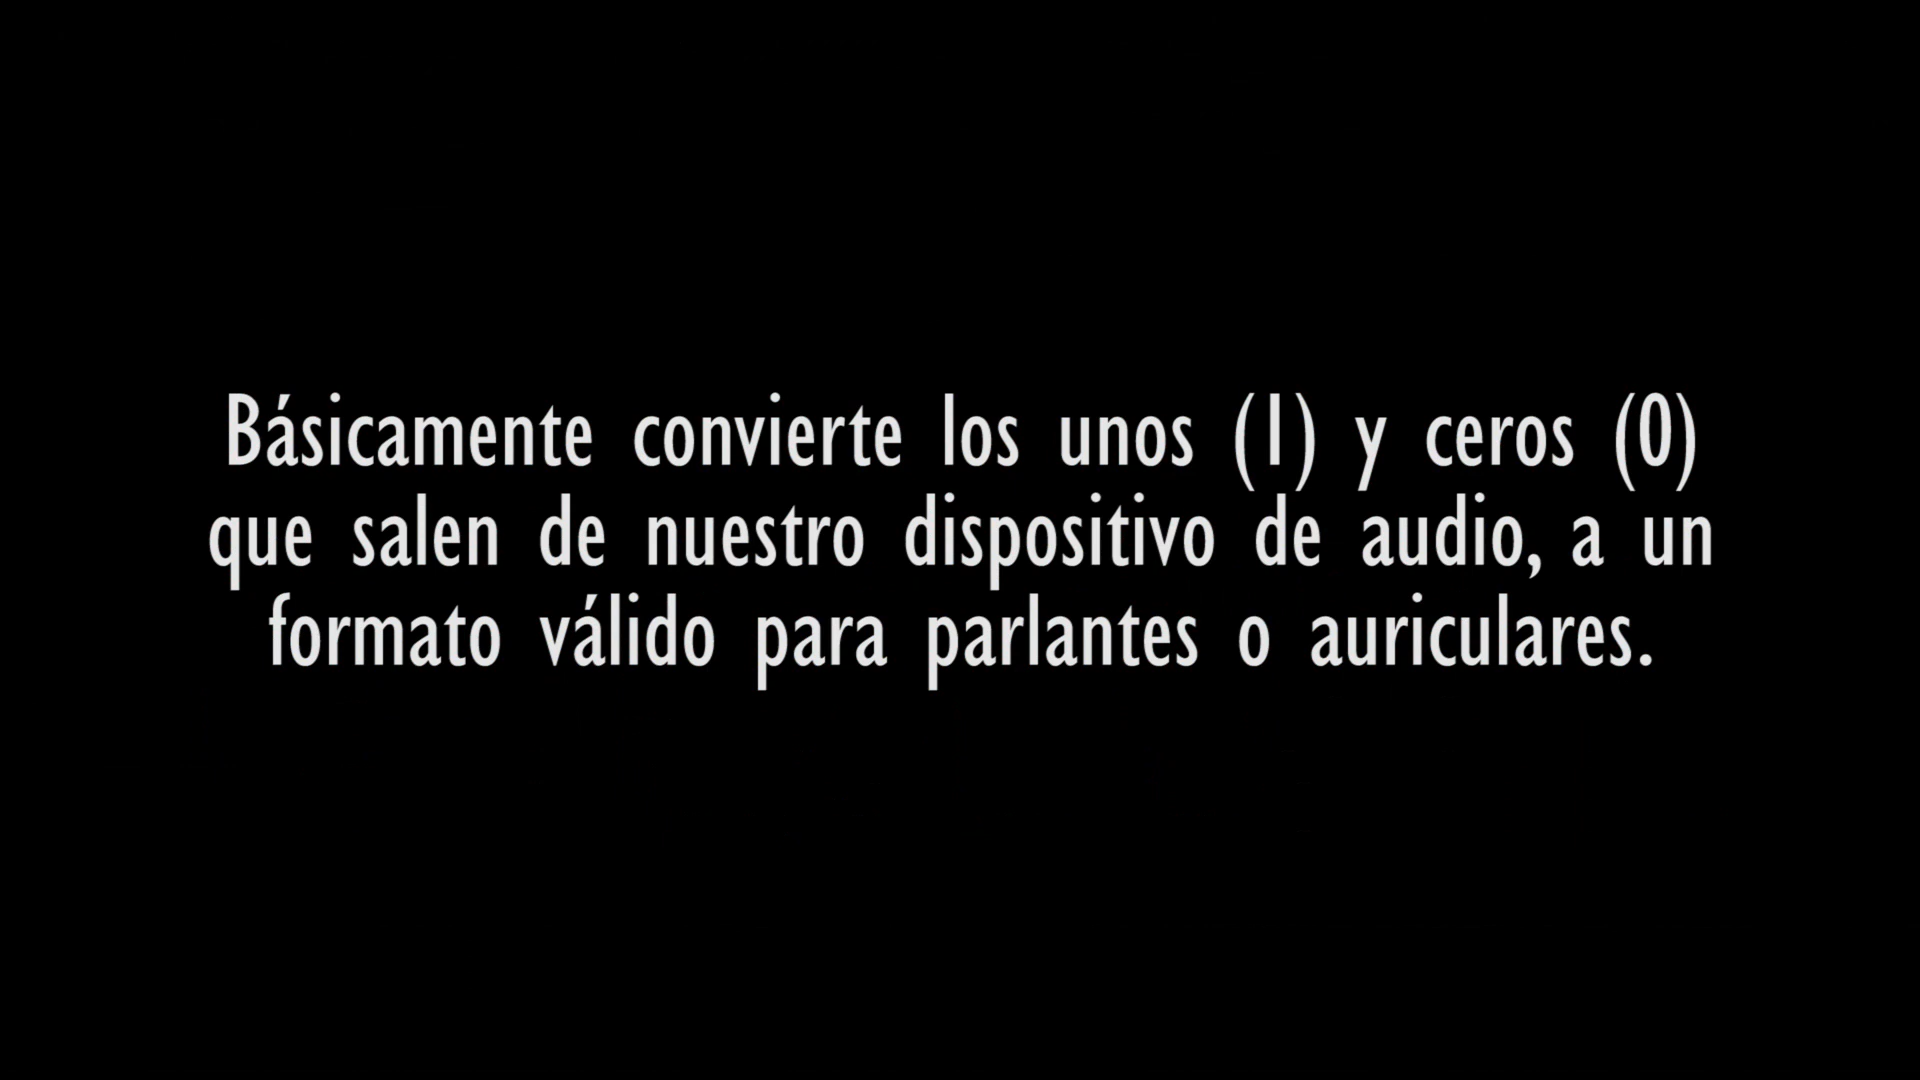 Básicamente convierte los unos (1) y ceros (0)
que salen de nuestro dispositivo de audio, a un
formato válido para parlantes o auriculares.